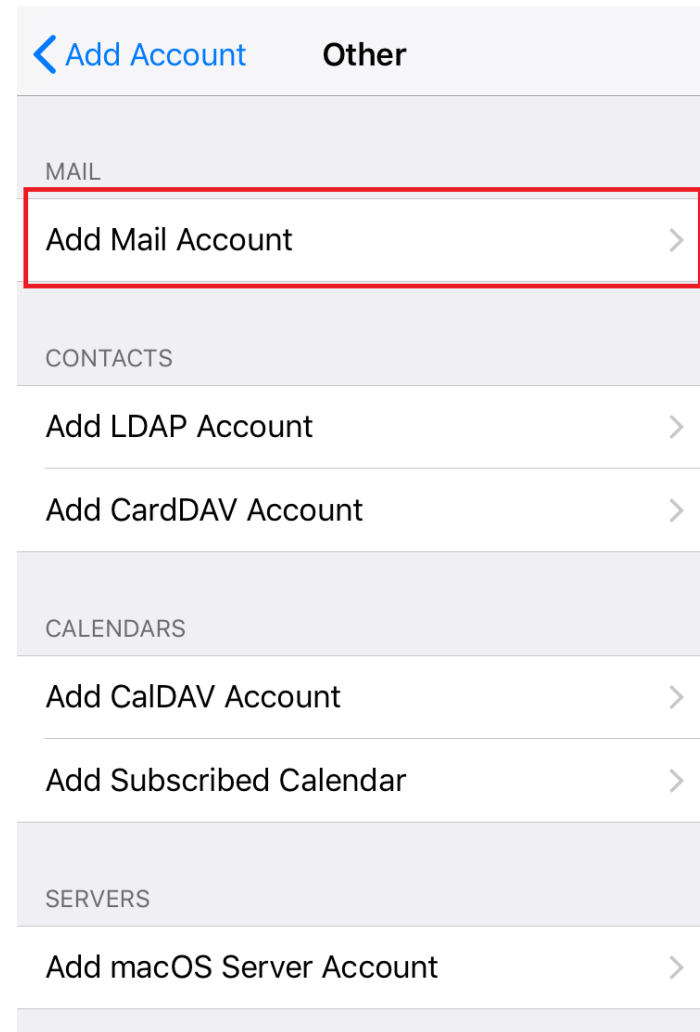 Add Account Other
MAIL
Add Mail Account
CONTACTS
Add LDAP Account
Add CardDAV Account
CALENDARS
Add CalDAV Account
Add Subscribed Calendar
SERVERS
Add macOS Server Account